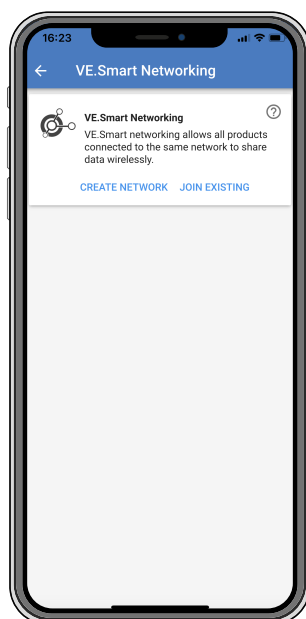 16:23
VE.Smart Networking
VE.Smart Networking
VE.Smart networking allows all products
connected to the same network to share
data wirelessly.
CREATE NETWORK JOIN EXISTING